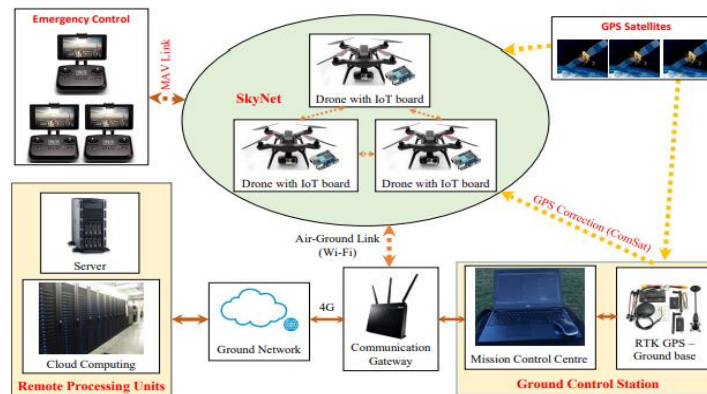 Emergency Control
MAV Link
SkyNet
Drone with IoT board
Drone with IoT board
Drone with IoT board
GPS Satellites
GPS Correction (ComSat)
Air-Ground Link
(Wi-Fi)
Server
Cloud Computing
Remote Processing Units
Ground Network
4G
Communication
Gateway
Mission Control Centre
RTK GPS –
Ground base
Ground Control Station